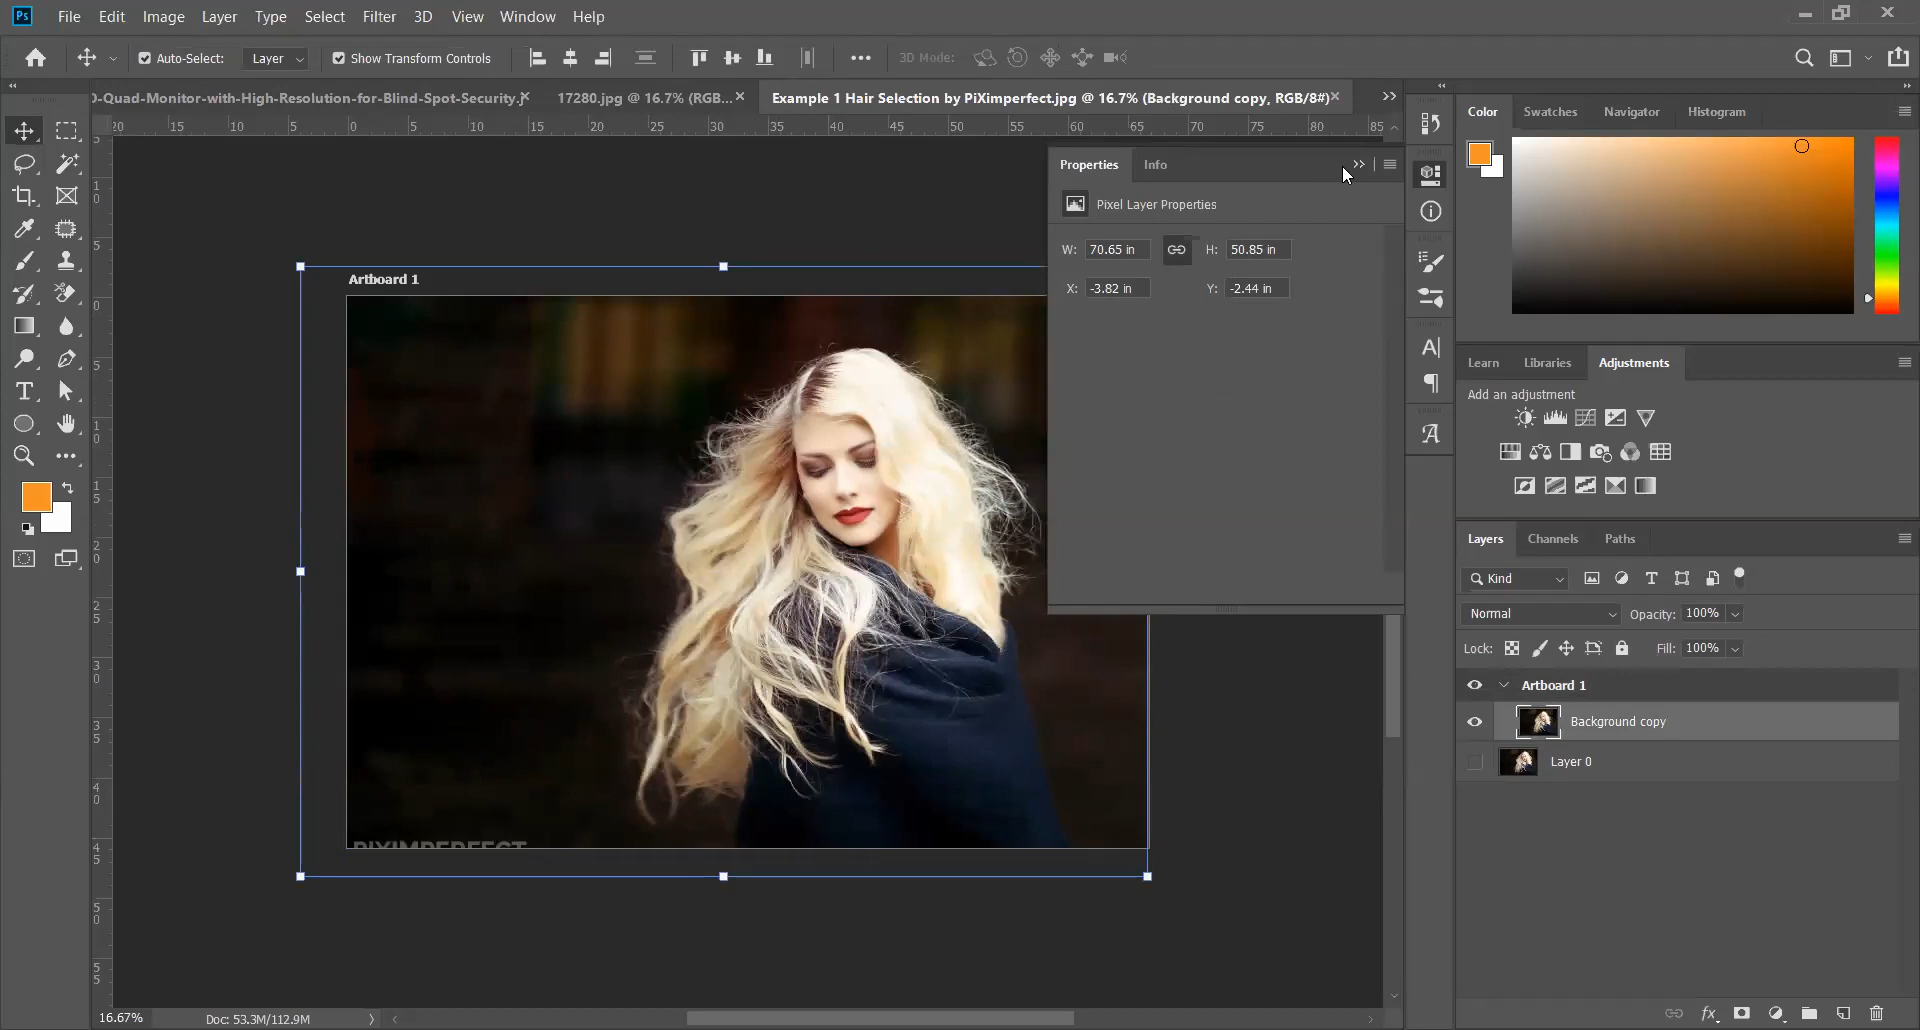 Ps File Edit Image Layer Type Select Filter 3D View Window Help
Auto-Select: Layer Show Transform Controls 3D Mode:
O-Quad-Monitor-with-High-Resolution-for-Blind-Spot-Security.j 17280.jpg @ 16.7% (RGB... Example 1 Hair Selection by PiXimperfect.jpg @ 16.7% (Background copy, RGB/8#)
20 15 10 5 0 5 10 15 20 25 30 35 40 45 50 55 60 65 70 75 80 85
Color Swatches Navigator Histogram
Properties Info
Pixel Layer Properties
W: 70.65 in H: 50.85 in
X: -3.82 in Y: -2.44 in
Artboard 1
PIXIMPERFECT
Learn Libraries Adjustments
Add an adjustment
Layers Channels Paths
Kind
Normal Opacity: 100%
Lock: Fill: 100%
Artboard 1
Background copy
Layer 0
16.67% Doc: 53.3M/112.9M